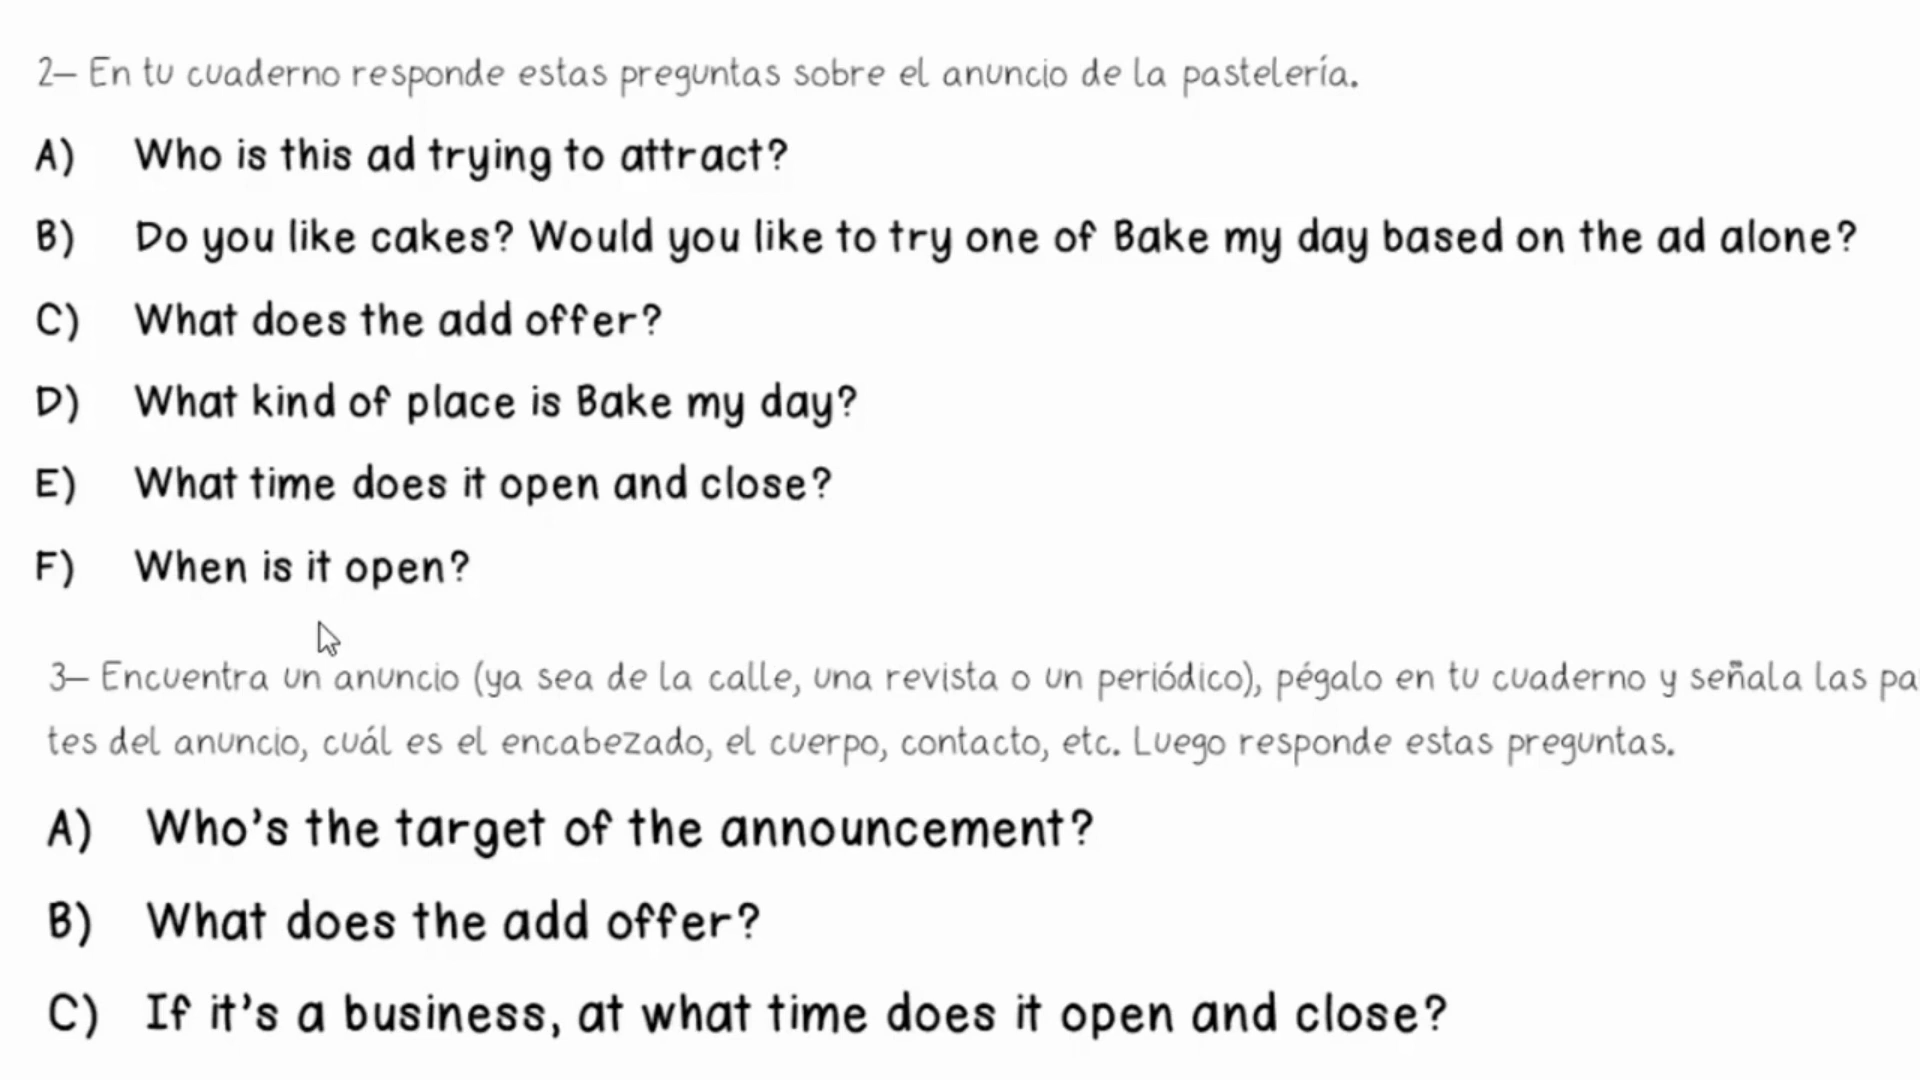 2– En tu cuaderno responde estas preguntas sobre el anuncio de la pastelería.
A) Who is this ad trying to attract?
B) Do you like cakes? Would you like to try one of Bake my day based on the ad alone?
C) What does the add offer?
D) What kind of place is Bake my day?
E) What time does it open and close?
F) When is it open?
3– Encuentra un anuncio (ya sea de la calle, una revista o un periódico), pégalo en tu cuaderno y señala las pa
tes del anuncio, cuál es el encabezado, el cuerpo, contacto, etc. Luego responde estas preguntas.
A) Who's the target of the announcement?
B) What does the add offer?
C) If it's a business, at what time does it open and close?